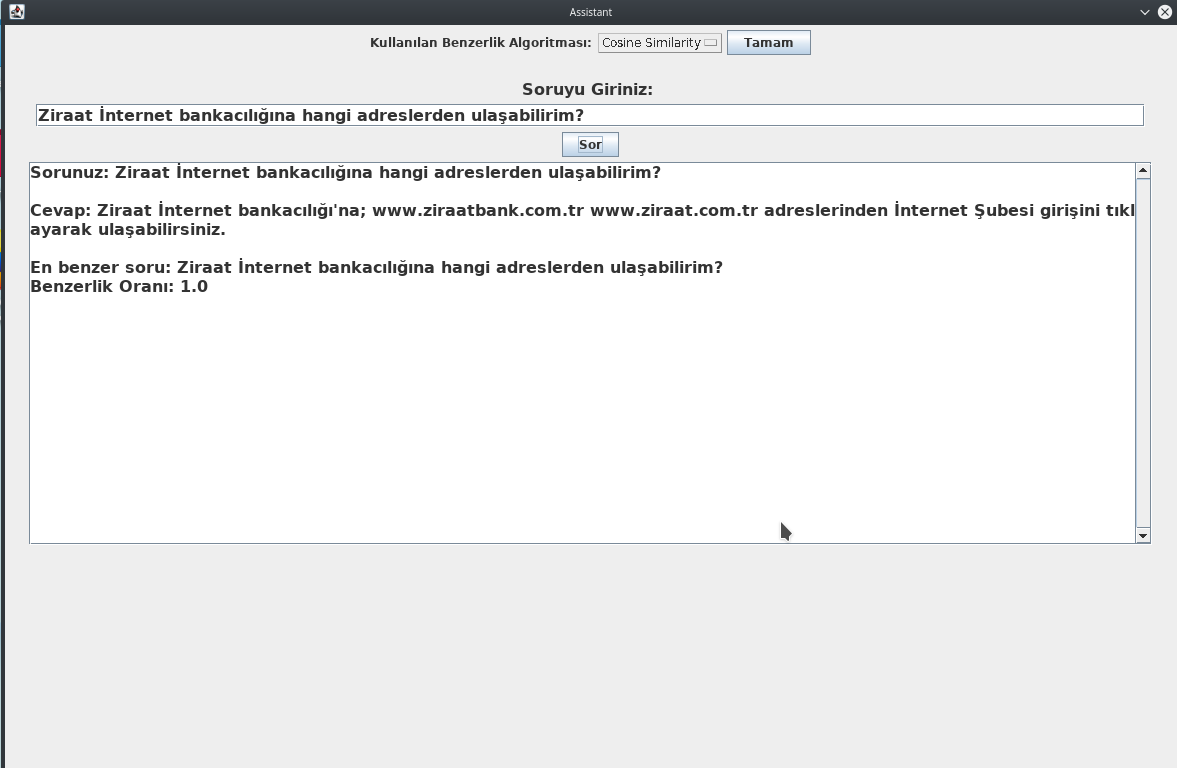 Assistant
Kullanılan Benzerlik Algoritması: Cosine Similarity Tamam
Soruyu Giriniz:
Ziraat İnternet bankacılığına hangi adreslerden ulaşabilirim?
Sor
Sorunuz: Ziraat İnternet bankacılığına hangi adreslerden ulaşabilirim?
Cevap: Ziraat İnternet bankacılığı'na; www.ziraatbank.com.tr www.ziraat.com.tr adreslerinden İnternet Şubesi girişini tıkl
ayarak ulaşabilirsiniz.
En benzer soru: Ziraat İnternet bankacılığına hangi adreslerden ulaşabilirim?
Benzerlik Oranı: 1.0